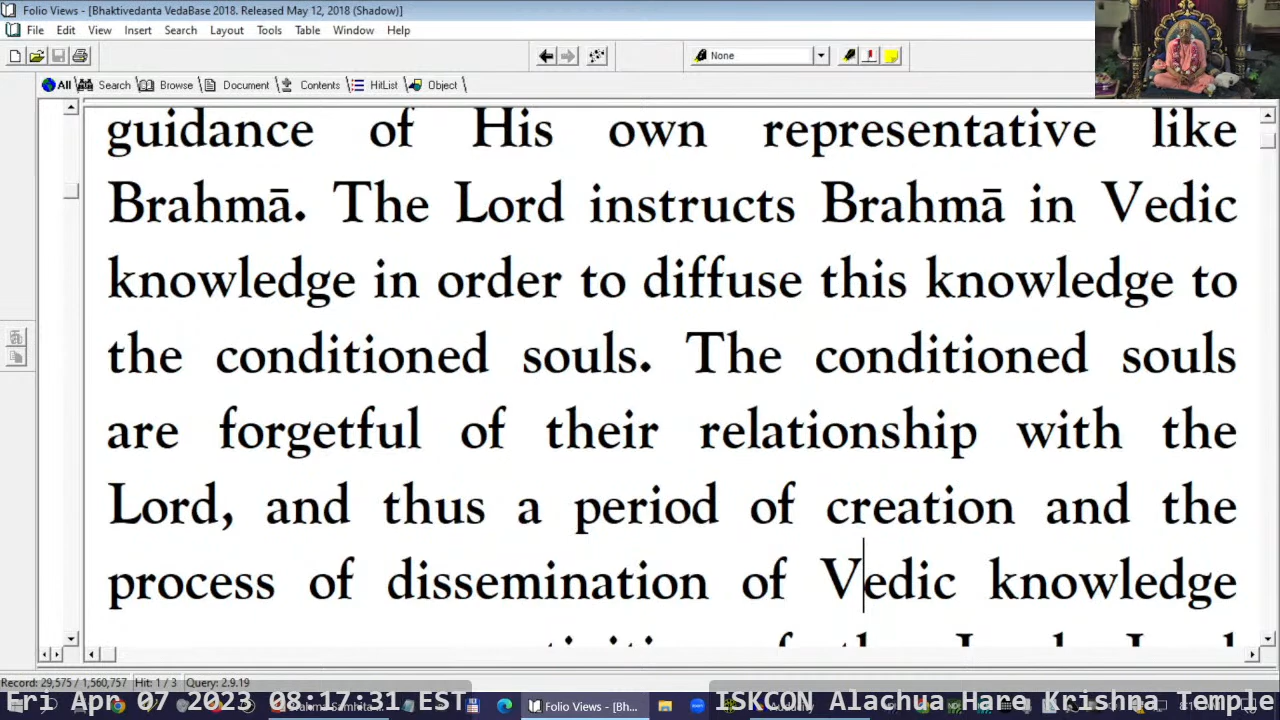 Folio Views - [Bhaktivedanta VedaBase 2018. Released May 12, 2018 (Shadow)]
File Edit View Insert Search Layout Tools Table Window Help
None
All Search Browse Document Contents HitList Object
guidance of His own representative like
Brahmā. The Lord instructs Brahmā in Vedic
knowledge in order to diffuse this knowledge to
the conditioned souls. The conditioned souls
are forgetful of their relationship with the
Lord, and thus a period of creation and the
process of dissemination of Vedic knowledge
Record: 29,575 / 1,560,757 Hit: 1 / 3 Query: 2.9.19
Fri Apr 07 2023 08:17:31 EST ISKCON Alachua Hare Krishna Temple
Folio Views - [Bh...